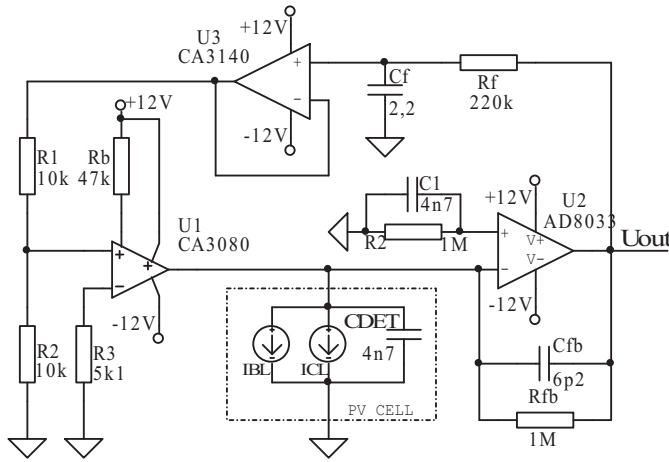 +12V
U3
CA3140
+
−
-12V
Cf
2,2
Rf
220k
+12V
R1
10k
Rb
47k
U1
CA3080
+
−
+
-12V
R2
10k
R3
5k1
C1
4n7
R2
1M
+12V
U2
AD8033
+
V+
−
V−
Uout
-12V
CDET
4n7
IBL
ICL
PV CELL
Cfb
6p2
Rfb
1M